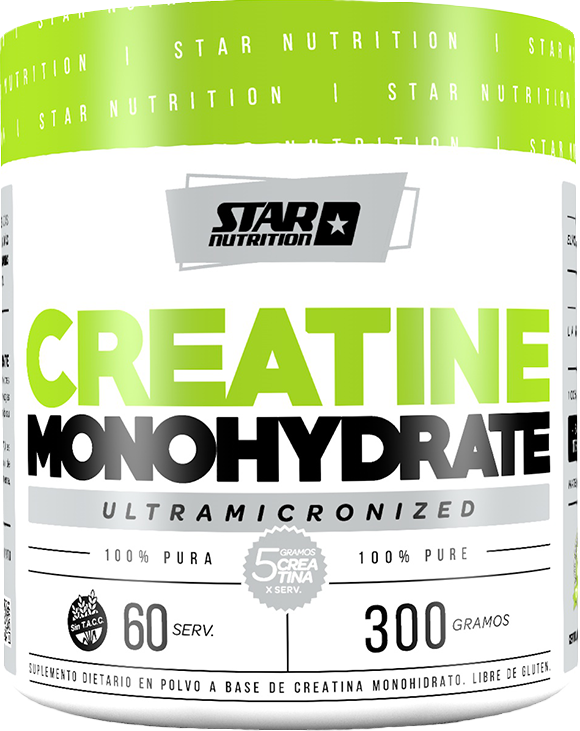 STAR NUTRITION | STAR
NUTRITION | STAR NUTRITION
| STAR NUTRITION | STAR NUTRITION
NUTRITION | STAR
STAR
NUTRITION
CREATINE
MONOHYDRATE
ULTRAMICRONIZED
100% PURA
5 GRAMOS
CREA
TINA
X SERV.
100% PURE
Sin T.A.C.C.
60 SERV.
300 GRAMOS
SUPLEMENTO DIETARIO EN POLVO A BASE DE CREATINA MONOHIDRATO. LIBRE DE GLUTEN.